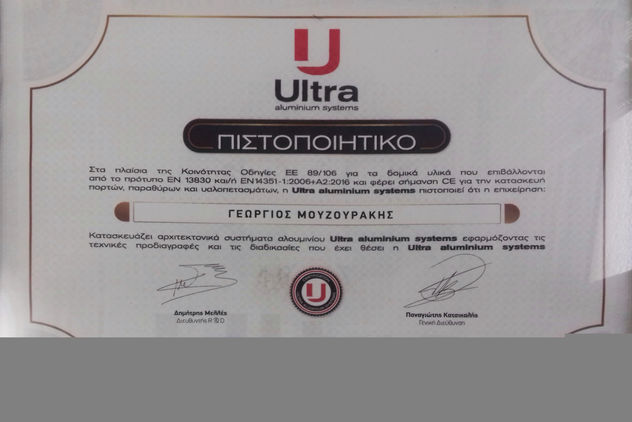 Ultra
aluminium systems
ΠΙΣΤΟΠΟΙΗΤΙΚΟ
Στα πλαίσια της Κοινότητας Οδηγίες ΕΕ 89/106 για τα δομικά υλικά που επιβάλλονται
από το πρότυπο EN 13830 και/ή EN14351-1:2006+A2:2016 και φέρει σήμανση CE για την κατασκευή
πορτών, παραθύρων και υαλοπετασμάτων, η Ultra aluminium systems πιστοποιεί ότι η επιχείρηση:
ΓΕΩΡΓΙΟΣ ΜΟΥΖΟΥΡΑΚΗΣ
Κατασκευάζει αρχιτεκτονικά συστήματα αλουμινίου Ultra aluminium systems εφαρμόζοντας τις
τεχνικές προδιαγραφές και τις διαδικασίες που έχει θέσει η Ultra aluminium systems
Δημήτρης Μελλές
Διευθυντής R & D
Παναγιώτης Κατσικαλής
Γενική Διεύθυνση